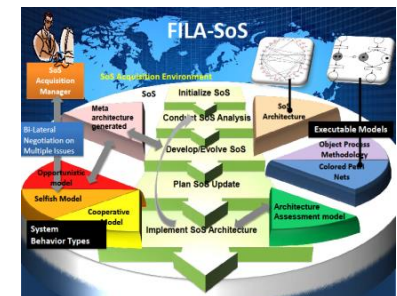 FILA-SoS
SoS
Acquisition
Manager
SoS Acquisition Environment
SoS
Initialize SoS
Meta
architecture
generated
Conduct SoS Analysis
SoS
Architecture
Executable Models
Bi-Lateral
Negotiation on
Multiple Issues
Develop/Evolve SoS
Object Process
Methodology
Colored Petri
Nets
Opportunistic
model
Plan SoS Update
Selfish Model
Cooperative
Model
Architecture
Assessment model
System
Behavior Types
Implement SoS Architecture